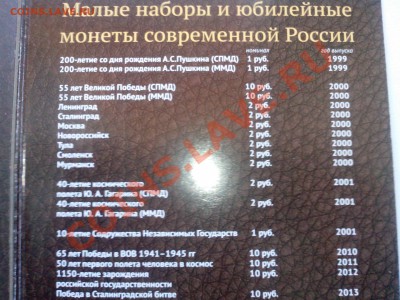 COINS.LAVE.RU
Малые наборы и юбилейные
монеты современной России
номинал год выпуска
200-летие со дня рождения А.С.Пушкина (СПМД) 1 руб. 1999
200-летие со дня рождения А.С.Пушкина (ММД) 1 руб. 1999
55 лет Великой Победы (СПМД) 10 руб. 2000
55 лет Великой Победы (ММД) 10 руб. 2000
Ленинград 2 руб. 2000
Сталинград 2 руб. 2000
Москва 2 руб. 2000
Новороссийск 2 руб. 2000
Тула 2 руб. 2000
Смоленск 2 руб. 2000
Мурманск 2 руб. 2000
40-летие космического 2 руб. 2001
полета Ю. А. Гагарина (СПМД)
40-летие космического 2 руб. 2001
полета Ю. А. Гагарина (ММД)
10-летие Содружества Независимых Государств 1 руб. 2001
65 лет Победы в ВОВ 1941–1945 гг 10 руб. 2010
50 лет первого полета человека в космос 10 руб. 2011
1150-летие зарождения 10 руб. 2012
российской государственности
Победа в Сталинградской битве 10 руб. 2013
COINS.LAVE.RU